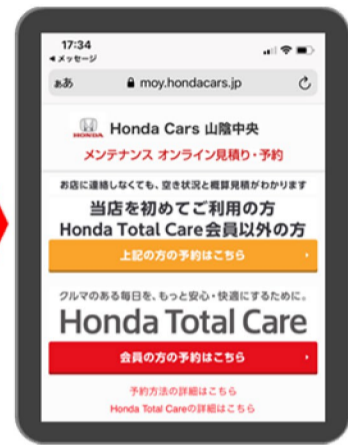 17:34
◀メッセージ
ぁあ moy.hondacars.jp
HONDA Honda Cars 山陰中央
メンテナンス オンライン見積り・予約
お店に連絡しなくても、空き状況と概算見積がわかります
当店を初めてご利用の方
Honda Total Care会員以外の方
上記の方の予約はこちら
クルマのある毎日を、もっと安心・快適にするために。
Honda Total Care
会員の方の予約はこちら
予約方法の詳細はこちら
Honda Total Careの詳細はこちら